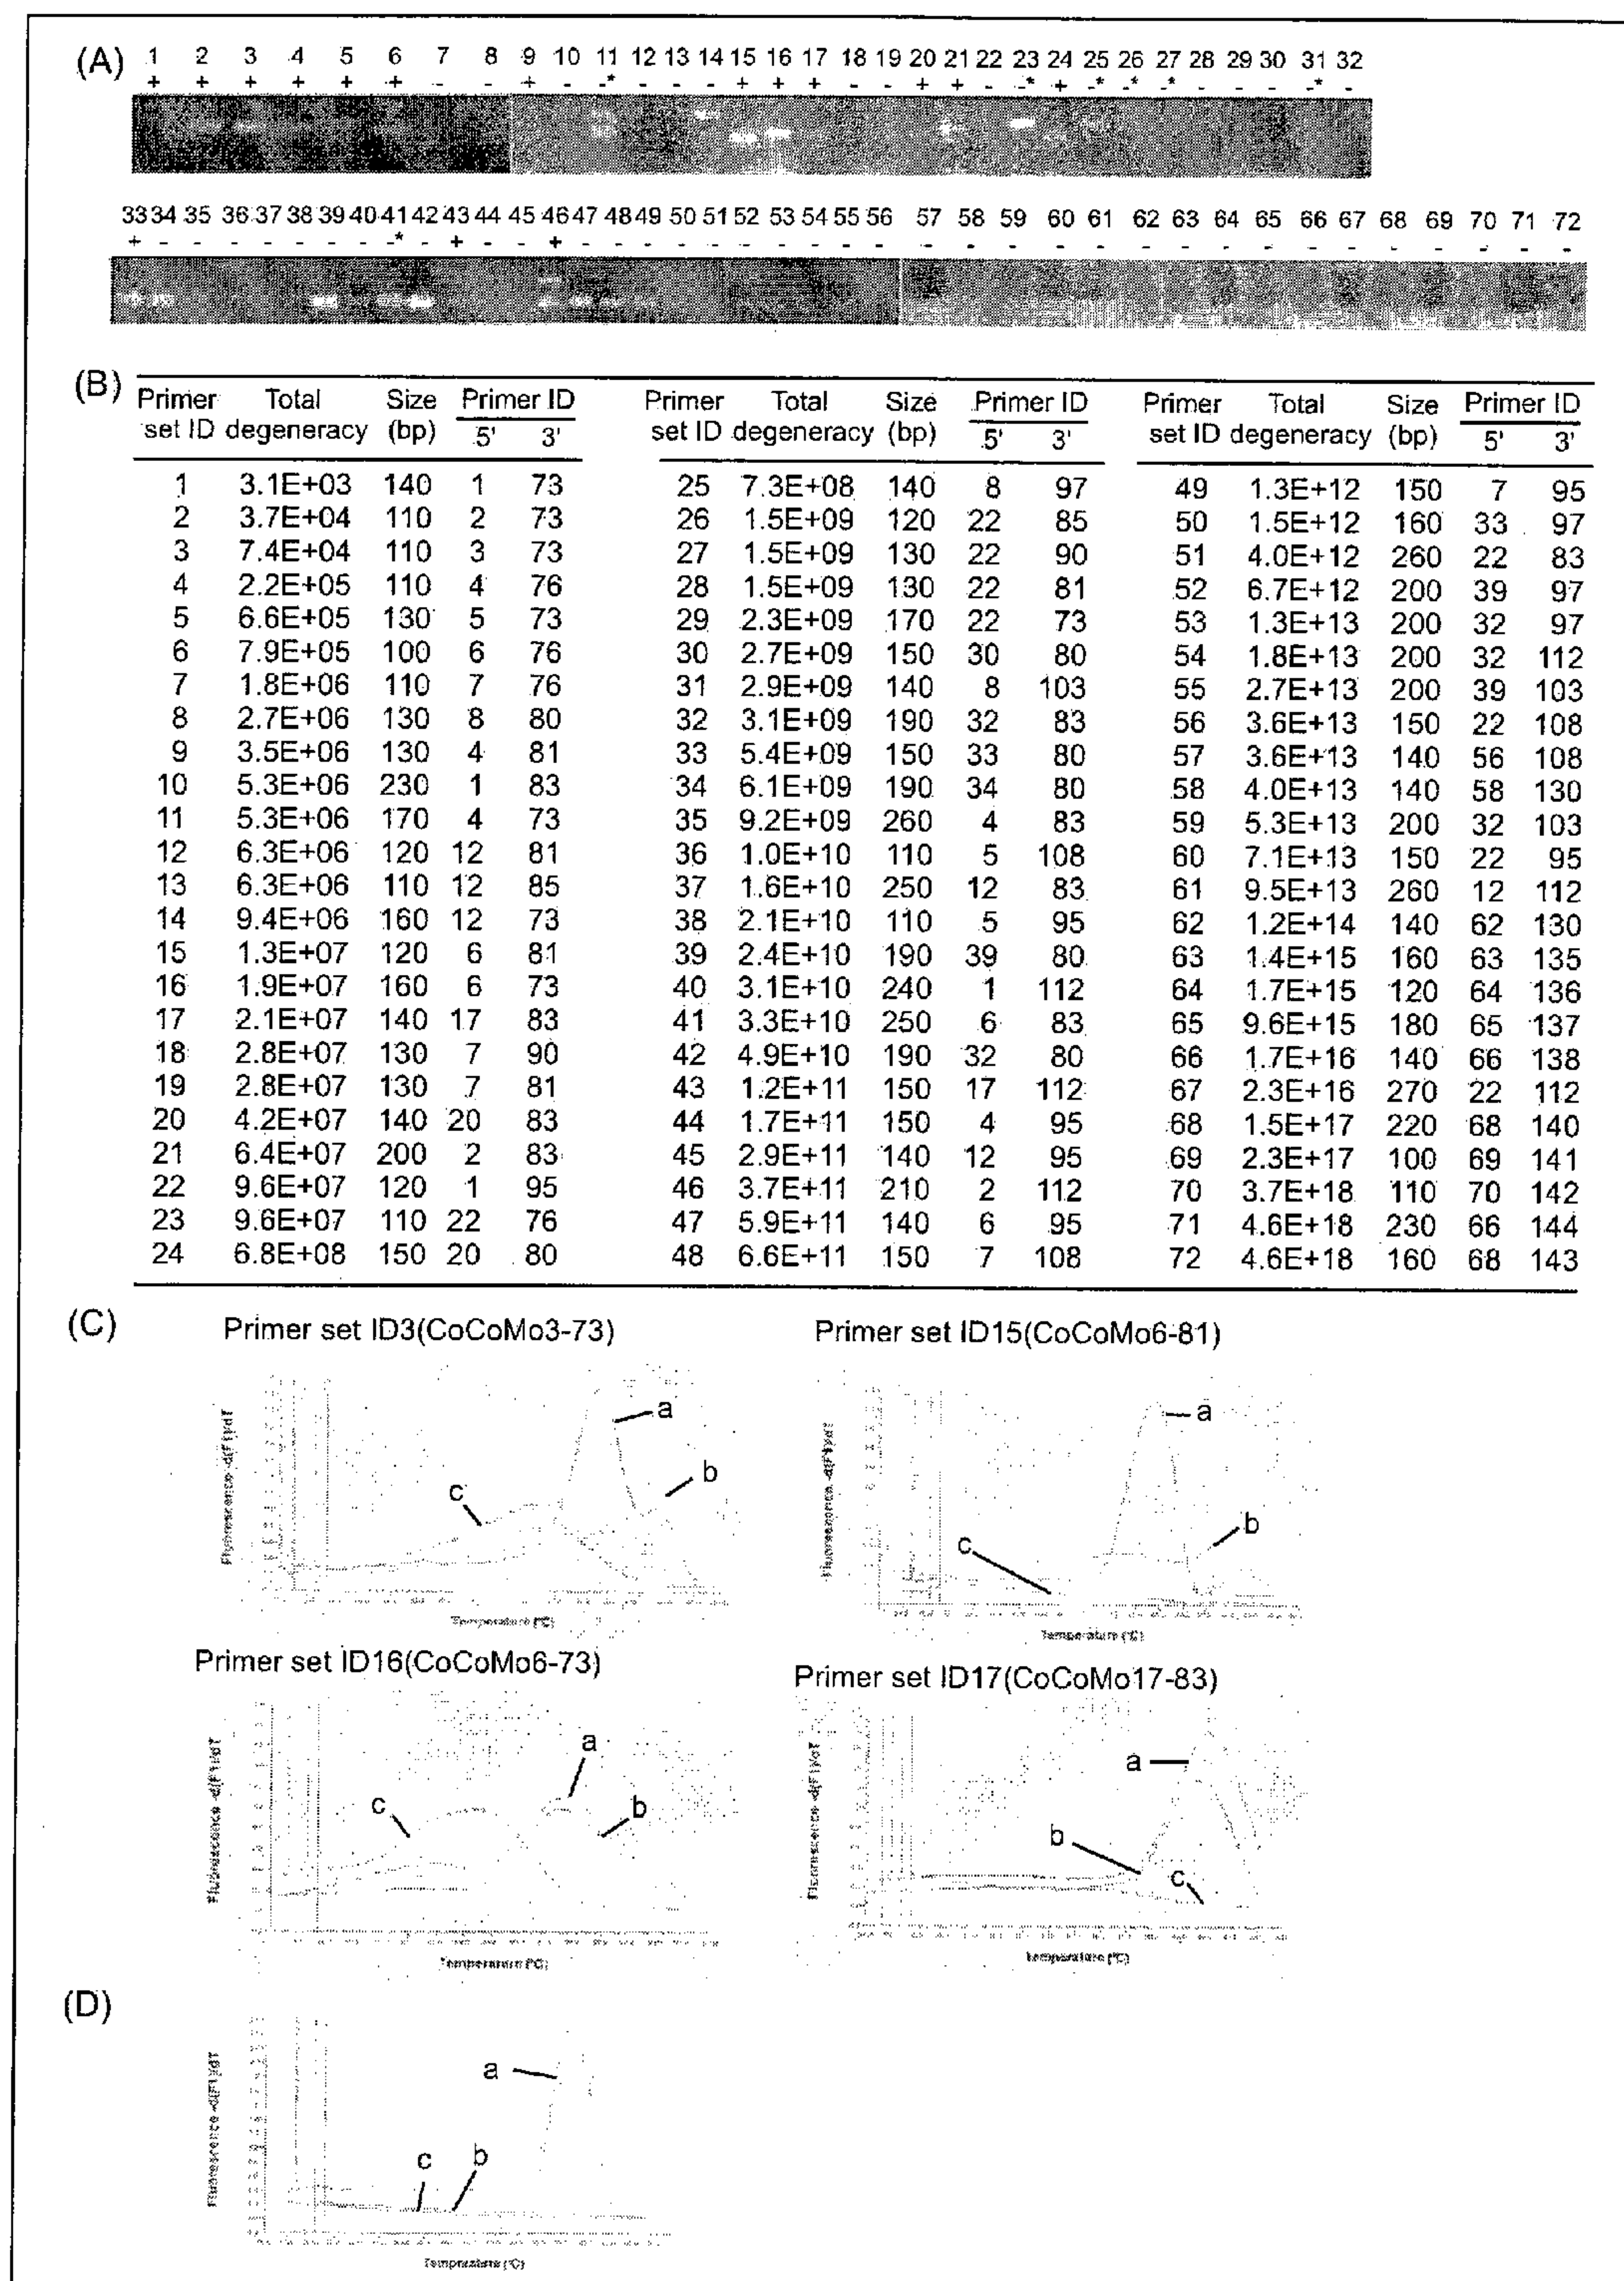 (A) 1 2 3 4 5 6 7 8 9 10 11 12 13 14 15 16 17 18 19 20 21 22 23 24 25 26 27 28 29 30 31 32
+ + + + + + - - + - -* - - - + + + - - + + - -* + -* -* -* - - - -* -
33 34 35 36 37 38 39 40 41 42 43 44 45 46 47 48 49 50 51 52 53 54 55 56 57 58 59 60 61 62 63 64 65 66 67 68 69 70 71 72
+ - - - - - - - -* - + - - + - - - - - - - - - - - - - - - - - - - - - - - - - -
(B) Primer Total Size Primer ID Primer Total Size Primer ID Primer Total Size Primer ID
set ID degeneracy (bp) 5' 3' set ID degeneracy (bp) 5' 3' set ID degeneracy (bp) 5' 3'
1 3.1E+03 140 1 73 25 7.3E+08 140 8 97 49 1.3E+12 150 7 95
2 3.7E+04 110 2 73 26 1.5E+09 120 22 85 50 1.5E+12 160 33 97
3 7.4E+04 110 3 73 27 1.5E+09 130 22 90 51 4.0E+12 260 22 83
4 2.2E+05 110 4 76 28 1.5E+09 130 22 81 52 6.7E+12 200 39 97
5 6.6E+05 130 5 73 29 2.3E+09 170 22 73 53 1.3E+13 200 32 97
6 7.9E+05 100 6 76 30 2.7E+09 150 30 80 54 1.8E+13 200 32 112
7 1.8E+06 110 7 76 31 2.9E+09 140 8 103 55 2.7E+13 200 39 103
8 2.7E+06 130 8 80 32 3.1E+09 190 32 83 56 3.6E+13 150 22 108
9 3.5E+06 130 4 81 33 5.4E+09 150 33 80 57 3.6E+13 140 56 108
10 5.3E+06 230 1 83 34 6.1E+09 190 34 80 58 4.0E+13 140 58 130
11 5.3E+06 170 4 73 35 9.2E+09 260 4 83 59 5.3E+13 200 32 103
12 6.3E+06 120 12 81 36 1.0E+10 110 5 108 60 7.1E+13 150 22 95
13 6.3E+06 110 12 85 37 1.6E+10 250 12 83 61 9.5E+13 260 12 112
14 9.4E+06 160 12 73 38 2.1E+10 110 5 95 62 1.2E+14 140 62 130
15 1.3E+07 120 6 81 39 2.4E+10 190 39 80 63 1.4E+15 160 63 135
16 1.9E+07 160 6 73 40 3.1E+10 240 1 112 64 1.7E+15 120 64 136
17 2.1E+07 140 17 83 41 3.3E+10 250 6 83 65 9.6E+15 180 65 137
18 2.8E+07 130 7 90 42 4.9E+10 190 32 80 66 1.7E+16 140 66 138
19 2.8E+07 130 7 81 43 1.2E+11 150 17 112 67 2.3E+16 270 22 112
20 4.2E+07 140 20 83 44 1.7E+11 150 4 95 68 1.5E+17 220 68 140
21 6.4E+07 200 2 83 45 2.9E+11 140 12 95 69 2.3E+17 100 69 141
22 9.6E+07 120 1 95 46 3.7E+11 210 2 112 70 3.7E+18 110 70 142
23 9.6E+07 110 22 76 47 5.9E+11 140 6 95 71 4.6E+18 230 66 144
24 6.8E+08 150 20 80 48 6.6E+11 150 7 108 72 4.6E+18 160 68 143
(C) Primer set ID3(CoCoMo3-73) Primer set ID15(CoCoMo6-81)
a b c a b c
Fluorescence -d(F1)/dT Fluorescence -d(F1)/dT
Temperature (°C) Temperature (°C)
Primer set ID16(CoCoMo6-73) Primer set ID17(CoCoMo17-83)
a b c a b c
Fluorescence -d(F1)/dT Fluorescence -d(F1)/dT
Temperature (°C) Temperature (°C)
(D)
a
c b
Fluorescence -d(F1)/dT
Temperature (°C)